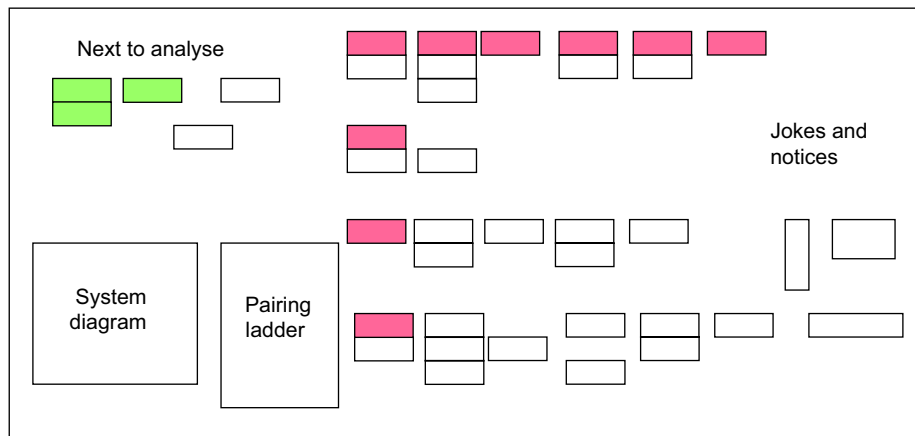 Next to analyse
Jokes and
notices
System
diagram
Pairing
ladder